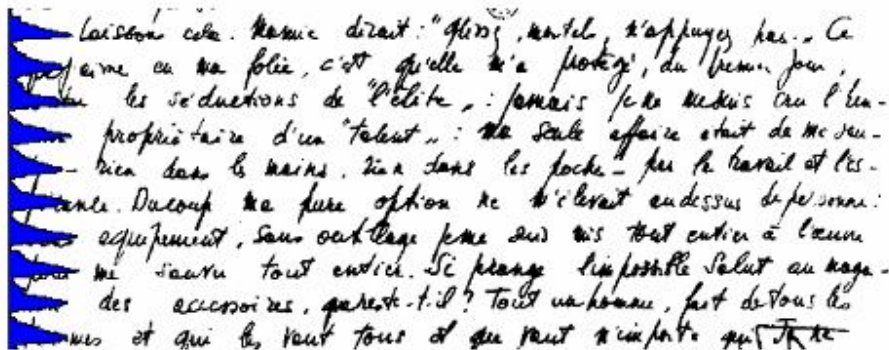 Laissons cela. Mamie dirait : "glissez, mortels, n'appuyez pas„. Ce
j'aime en ma folie, c'est qu'elle m'a protégé, du premier jour,
les séductions de "l'élite„ : jamais je ne me suis cru l'heu-
propriétaire d'un "talent„ : ma seule affaire était de me sau-
- rien dans les mains, rien dans les poches - par le travail et l'es-
. Du coup ma pure option ne m'élevait au dessus de personne :
équipement, sans outillage je me suis mis tout entier à l'œuvre
me sauver tout entier. Si je range l'impossible Salut au maga-
des accessoires, que reste-t-il ? Tout un homme, fait de tous les
et qui les vaut tous et que vaut n'importe qui